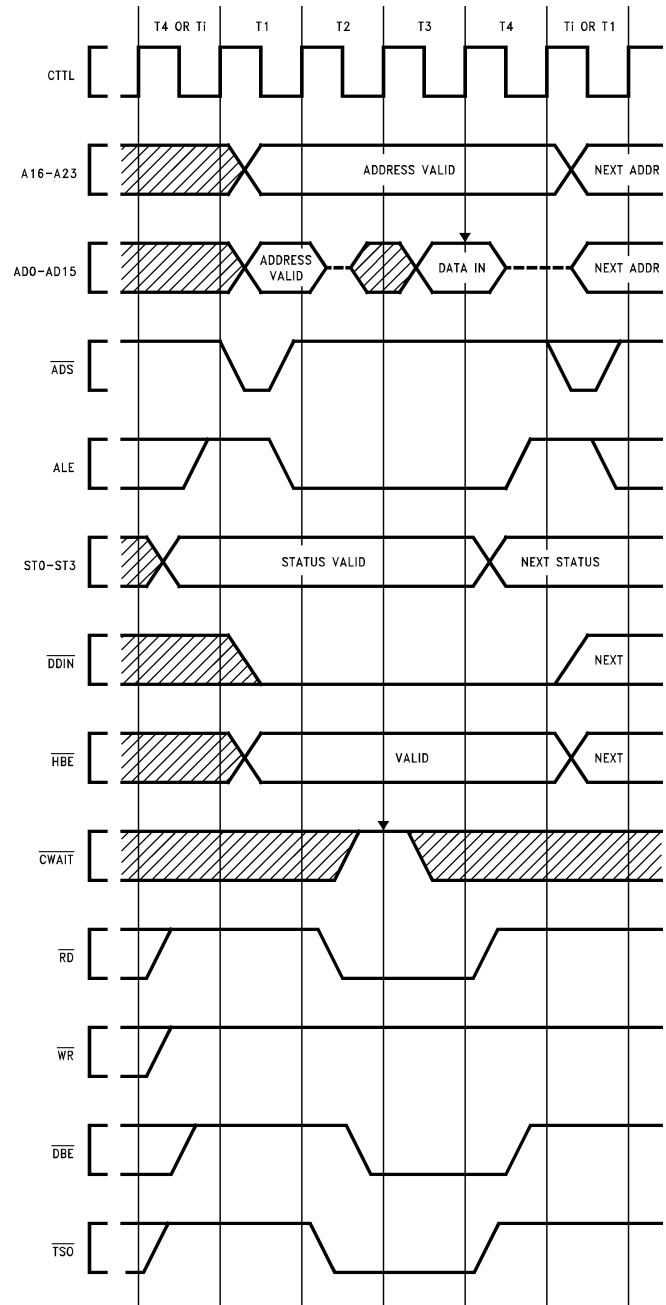 T4 OR Ti T1 T2 T3 T4 Ti OR T1
CTTL
A16-A23 ADDRESS VALID NEXT ADDR
AD0-AD15 ADDRESS VALID DATA IN NEXT ADDR
ADS
ALE
ST0-ST3 STATUS VALID NEXT STATUS
DDIN NEXT
HBE VALID NEXT
CWAIT
RD
WR
DBE
TSO